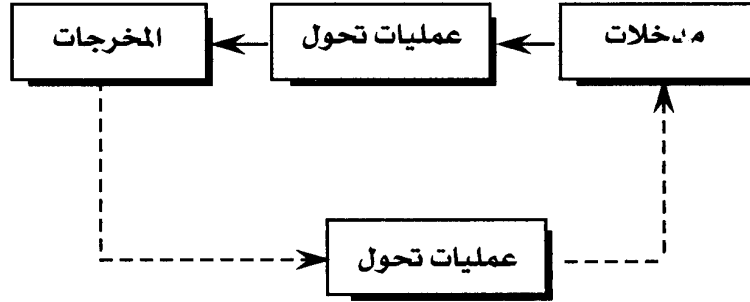 مدخلات
عمليات تحول
المخرجات
عمليات تحول